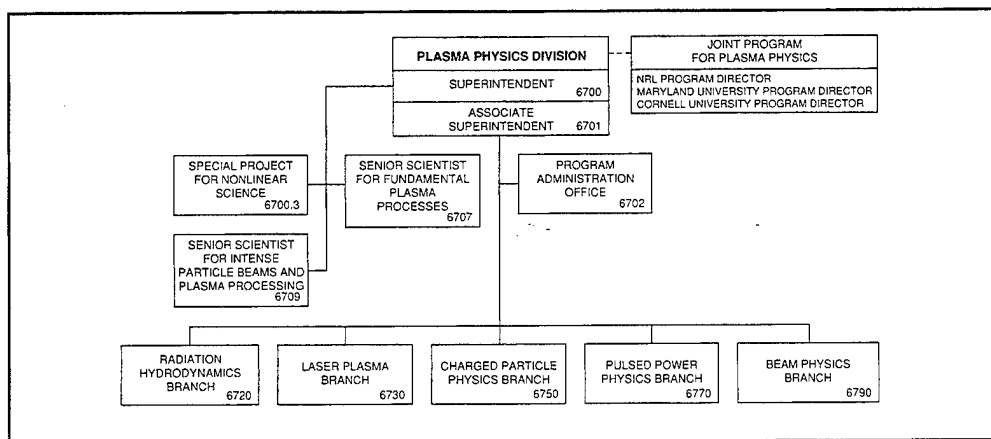 PLASMA PHYSICS DIVISION
SUPERINTENDENT
6700
ASSOCIATE
SUPERINTENDENT
6701
JOINT PROGRAM
FOR PLASMA PHYSICS
NRL PROGRAM DIRECTOR
MARYLAND UNIVERSITY PROGRAM DIRECTOR
CORNELL UNIVERSITY PROGRAM DIRECTOR
SPECIAL PROJECT
FOR NONLINEAR
SCIENCE
6700.3
SENIOR SCIENTIST
FOR FUNDAMENTAL
PLASMA
PROCESSES
6707
PROGRAM
ADMINISTRATION
OFFICE
6702
SENIOR SCIENTIST
FOR INTENSE
PARTICLE BEAMS AND
PLASMA PROCESSING
6709
RADIATION
HYDRODYNAMICS
BRANCH
6720
LASER PLASMA
BRANCH
6730
CHARGED PARTICLE
PHYSICS BRANCH
6750
PULSED POWER
PHYSICS BRANCH
6770
BEAM PHYSICS
BRANCH
6790